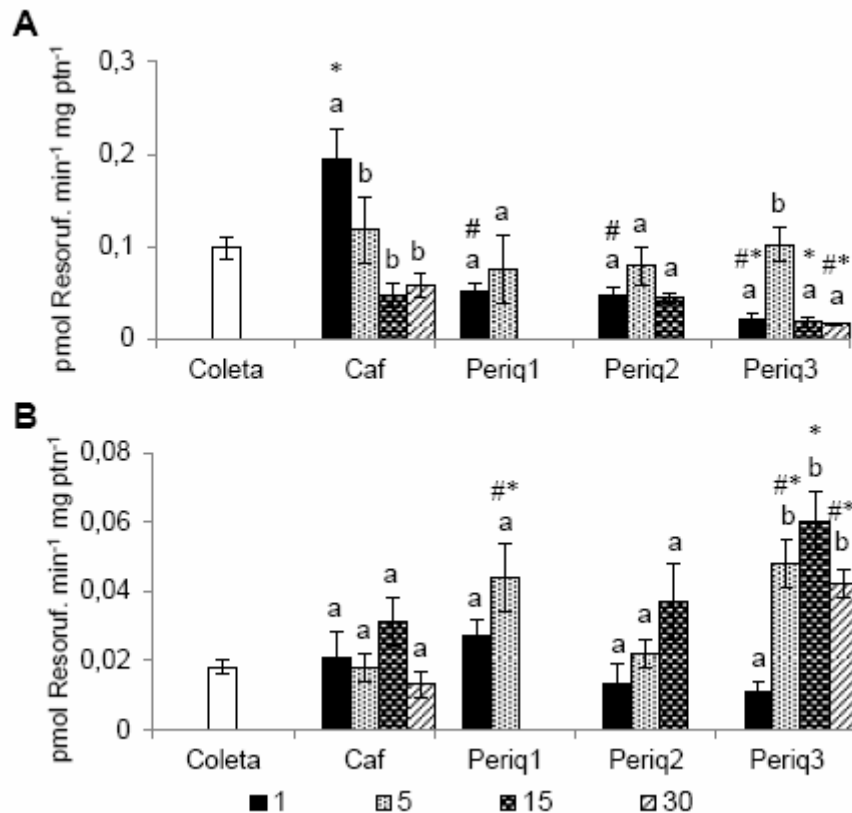 A
pmol Resoruf. min-1 mg ptn-1
0,3
0,2
0,1
0
*
a
b
b
b
#
a
a
#
a
a
a
#*
a
b
*
a
#*
a
Coleta Caf Periq1 Periq2 Periq3
B
pmol Resoruf. min-1 mg ptn-1
0,08
0,06
0,04
0,02
0
a
a
a
a
a
#*
a
a
a
a
a
#*
b
*
b
#*
b
Coleta Caf Periq1 Periq2 Periq3
1 5 15 30